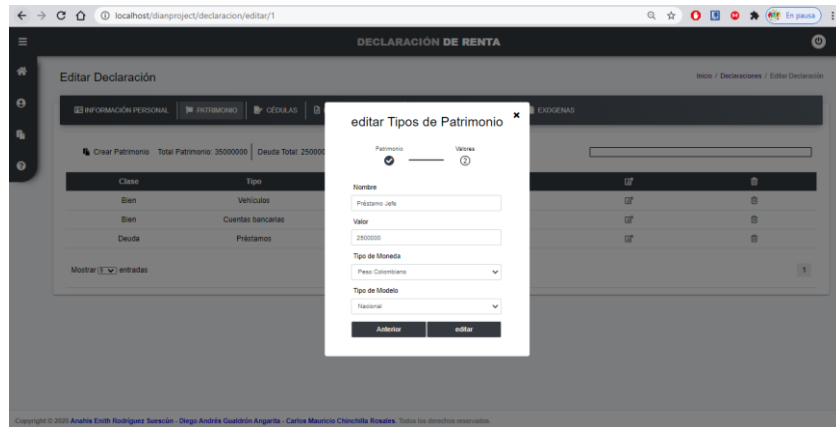 localhost/dianproject/declaracion/editar/1
En pausa
DECLARACIÓN DE RENTA
Editar Declaración
Inicio / Declaraciones / Editar Declaración
INFORMACIÓN PERSONAL PATRIMONIO CÉDULAS EXOGENAS
editar Tipos de Patrimonio ×
Crear Patrimonio Total Patrimonio: 35000000 Deuda Total: 250000
Patrimonio Valores
2
Clase Tipo
Nombre
Bien Vehículos
Préstamo Jefe
Bien Cuentas bancarias
Valor
Deuda Préstamos
2500000
Tipo de Moneda
Mostrar entradas
1
Peso Colombiano
Tipo de Modelo
Nacional
Anterior editar
Copyright © 2020 Anahis Enith Rodríguez Suescún - Diego Andrés Gualdrón Angarita - Carlos Mauricio Chinchilla Rosales. Todos los derechos reservados.